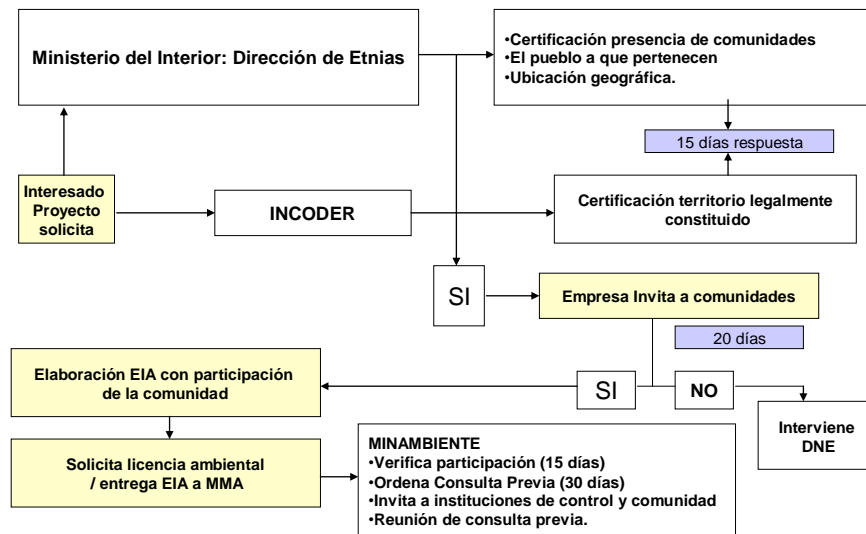 Ministerio del Interior: Dirección de Etnias
•Certificación presencia de comunidades
•El pueblo a que pertenecen
•Ubicación geográfica.
15 días respuesta
Interesado
Proyecto
solicita
INCODER
Certificación territorio legalmente
constituido
SI
Empresa Invita a comunidades
20 días
Elaboración EIA con participación
de la comunidad
SI
NO
Interviene
DNE
Solicita licencia ambiental
/ entrega EIA a MMA
MINAMBIENTE
•Verifica participación (15 días)
•Ordena Consulta Previa (30 días)
•Invita a instituciones de control y comunidad
•Reunión de consulta previa.